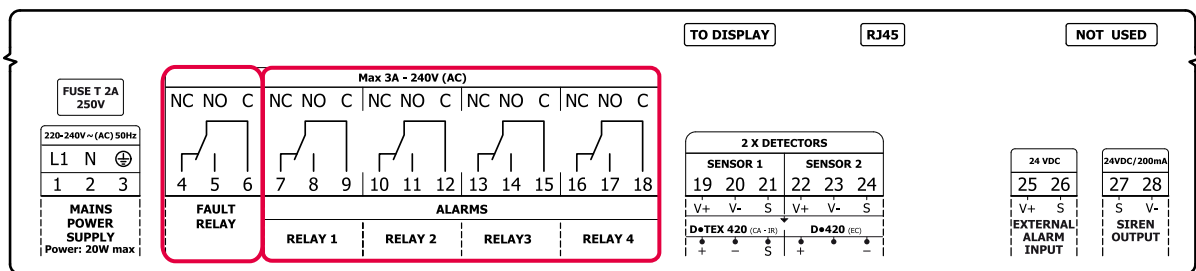 TO DISPLAY RJ45 NOT USED
FUSE T 2A
250V
Max 3A - 240V (AC)
NC NO C NC NO C NC NO C NC NO C NC NO C
220-240V~(AC) 50Hz
L1 N
1 2 3 4 5 6 7 8 9 10 11 12 13 14 15 16 17 18
MAINS
POWER
SUPPLY
Power: 20W max
FAULT
RELAY
ALARMS
RELAY 1 RELAY 2 RELAY3 RELAY 4
2 X DETECTORS
SENSOR 1 SENSOR 2
19 20 21 22 23 24
V+ V- S V+ V- S
D●TEX 420 (CA - IR) D●420 (EC)
+ − S + −
24 VDC
25 26
V+ S
EXTERNAL
ALARM
INPUT
24VDC/200mA
27 28
S V-
SIREN
OUTPUT